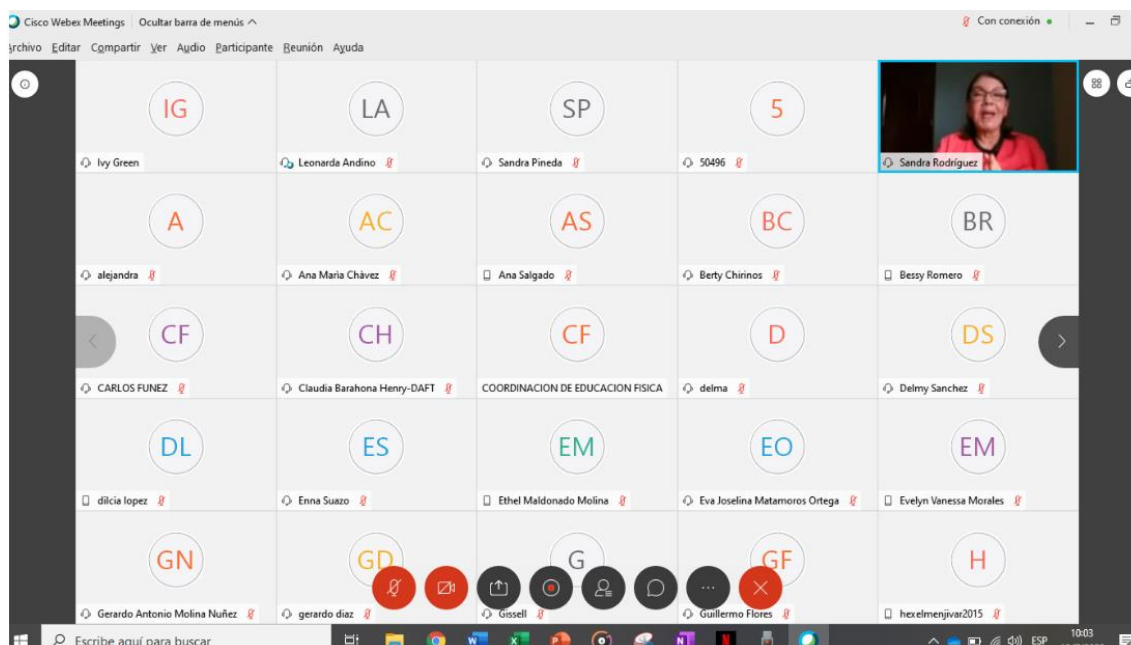 Cisco Webex Meetings Ocultar barra de menús
Con conexión
Archivo Editar Compartir Ver Audio Participante Reunión Ayuda
IG LA SP 5
Ivy Green Leonarda Andino Sandra Pineda 50496 Sandra Rodríguez
A AC AS BC BR
alejandra Ana Marìa Chàvez Ana Salgado Berty Chirinos Bessy Romero
CF CH CF D DS
CARLOS FUNEZ Claudia Barahona Henry-DAFT COORDINACION DE EDUCACION FISICA delma Delmy Sanchez
DL ES EM EO EM
dilcia lopez Enna Suazo Ethel Maldonado Molina Eva Joselina Matamoros Ortega Evelyn Vanessa Morales
GN GD G GF H
Gerardo Antonio Molina Nuñez gerardo diaz Gissell Guillermo Flores hexelmenjivar2015
Escribe aquí para buscar
ESP 10:03